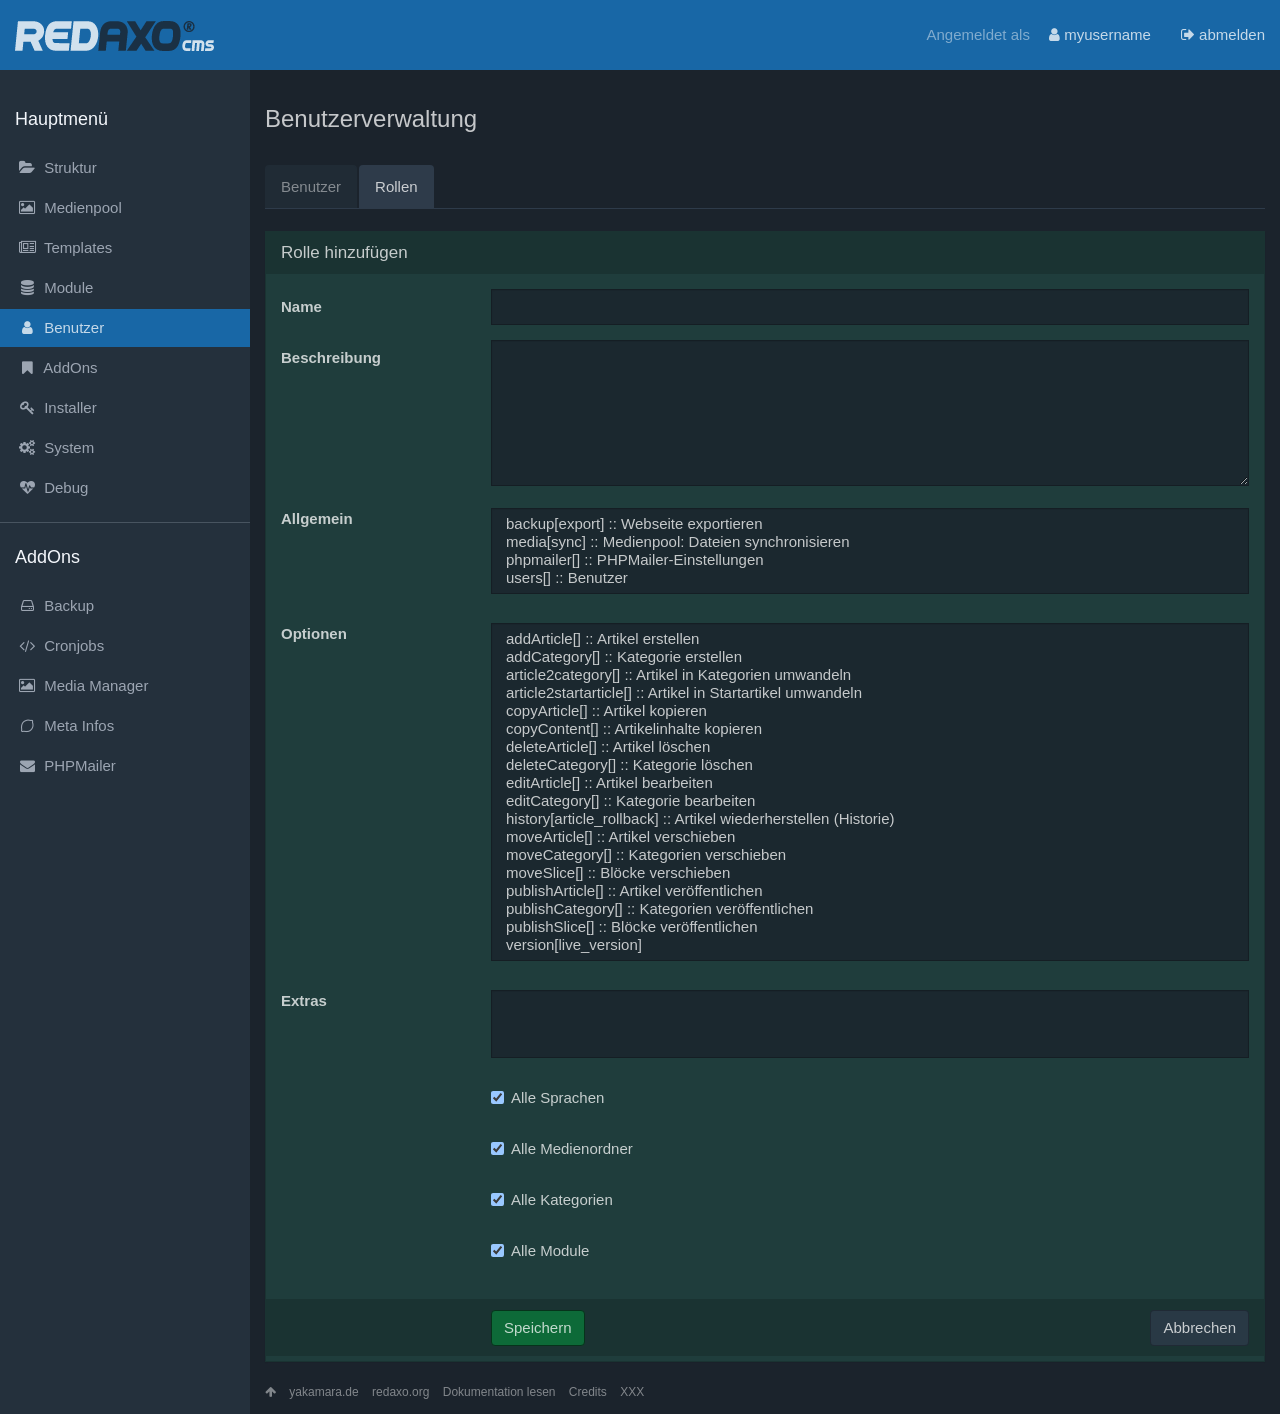 REDAXO® cms
Angemeldet als myusername abmelden
Hauptmenü
Struktur
Medienpool
Templates
Module
Benutzer
AddOns
Installer
System
Debug
AddOns
Backup
Cronjobs
Media Manager
Meta Infos
PHPMailer
Benutzerverwaltung
Benutzer Rollen
Rolle hinzufügen
Name
Beschreibung
Allgemein
backup[export] :: Webseite exportieren
media[sync] :: Medienpool: Dateien synchronisieren
phpmailer[] :: PHPMailer-Einstellungen
users[] :: Benutzer
Optionen
addArticle[] :: Artikel erstellen
addCategory[] :: Kategorie erstellen
article2category[] :: Artikel in Kategorien umwandeln
article2startarticle[] :: Artikel in Startartikel umwandeln
copyArticle[] :: Artikel kopieren
copyContent[] :: Artikelinhalte kopieren
deleteArticle[] :: Artikel löschen
deleteCategory[] :: Kategorie löschen
editArticle[] :: Artikel bearbeiten
editCategory[] :: Kategorie bearbeiten
history[article_rollback] :: Artikel wiederherstellen (Historie)
moveArticle[] :: Artikel verschieben
moveCategory[] :: Kategorien verschieben
moveSlice[] :: Blöcke verschieben
publishArticle[] :: Artikel veröffentlichen
publishCategory[] :: Kategorien veröffentlichen
publishSlice[] :: Blöcke veröffentlichen
version[live_version]
Extras
Alle Sprachen
Alle Medienordner
Alle Kategorien
Alle Module
Speichern Abbrechen
yakamara.de redaxo.org Dokumentation lesen Credits XXX